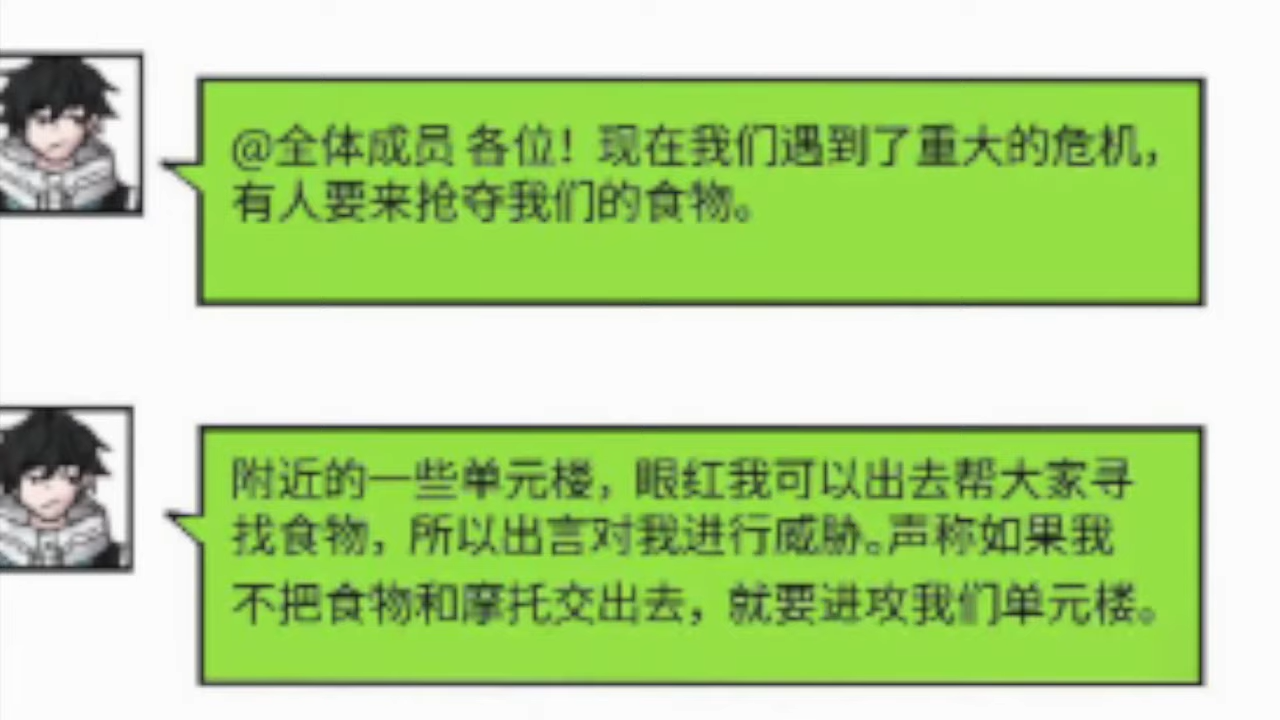 @全体成员 各位！现在我们遇到了重大的危机，
有人要来抢夺我们的食物。
附近的一些单元楼，眼红我可以出去帮大家寻
找食物，所以出言对我进行威胁。声称如果我
不把食物和摩托交出去，就要进攻我们单元楼。